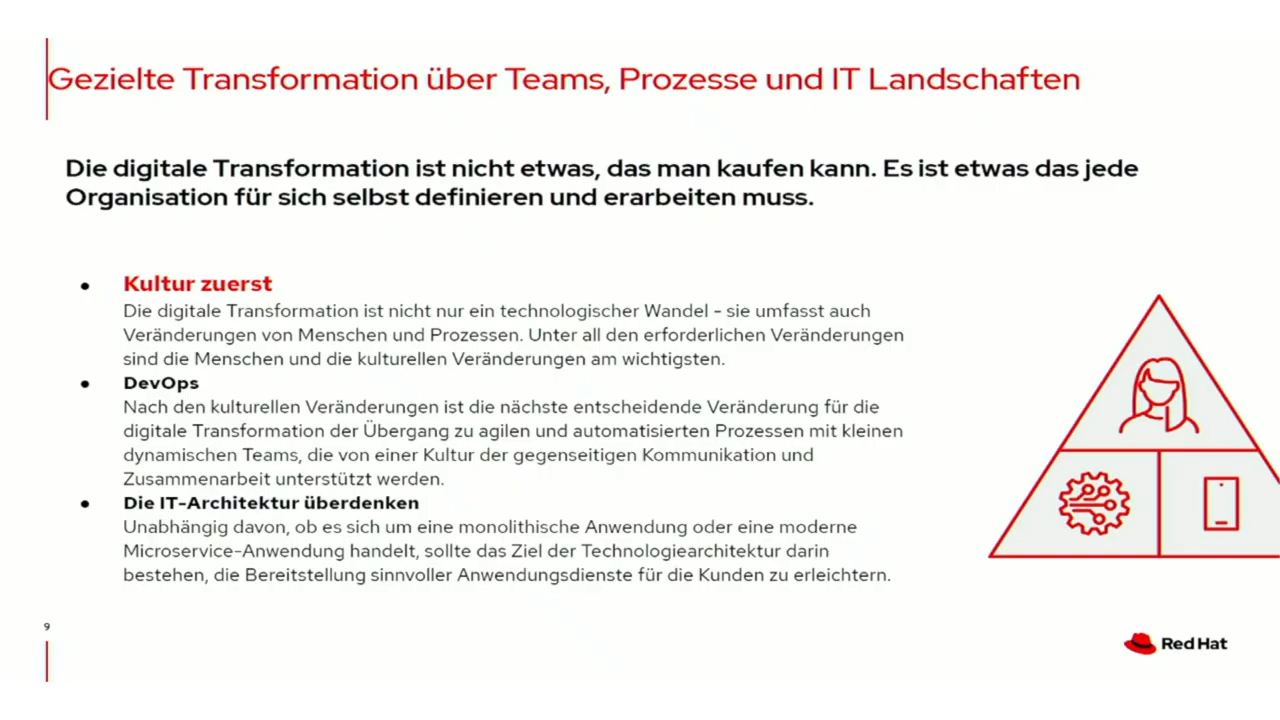 Gezielte Transformation über Teams, Prozesse und IT Landschaften
Die digitale Transformation ist nicht etwas, das man kaufen kann. Es ist etwas das jede
Organisation für sich selbst definieren und erarbeiten muss.
● Kultur zuerst
Die digitale Transformation ist nicht nur ein technologischer Wandel - sie umfasst auch
Veränderungen von Menschen und Prozessen. Unter all den erforderlichen Veränderungen
sind die Menschen und die kulturellen Veränderungen am wichtigsten.
● DevOps
Nach den kulturellen Veränderungen ist die nächste entscheidende Veränderung für die
digitale Transformation der Übergang zu agilen und automatisierten Prozessen mit kleinen
dynamischen Teams, die von einer Kultur der gegenseitigen Kommunikation und
Zusammenarbeit unterstützt werden.
● Die IT-Architektur überdenken
Unabhängig davon, ob es sich um eine monolithische Anwendung oder eine moderne
Microservice-Anwendung handelt, sollte das Ziel der Technologiearchitektur darin
bestehen, die Bereitstellung sinnvoller Anwendungsdienste für die Kunden zu erleichtern.
9
Red Hat